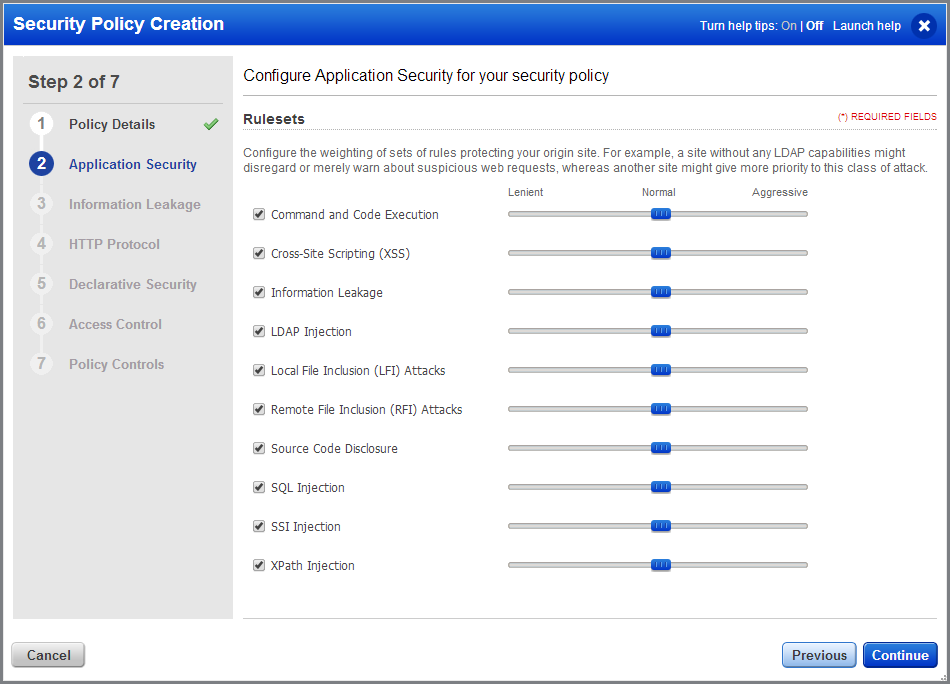 Security Policy Creation
Turn help tips: On | Off Launch help
Step 2 of 7
1 Policy Details
2 Application Security
3 Information Leakage
4 HTTP Protocol
5 Declarative Security
6 Access Control
7 Policy Controls
Configure Application Security for your security policy
Rulesets
(*) REQUIRED FIELDS
Configure the weighting of sets of rules protecting your origin site. For example, a site without any LDAP capabilities might
disregard or merely warn about suspicious web requests, whereas another site might give more priority to this class of attack.
Lenient Normal Aggressive
Command and Code Execution
Cross-Site Scripting (XSS)
Information Leakage
LDAP Injection
Local File Inclusion (LFI) Attacks
Remote File Inclusion (RFI) Attacks
Source Code Disclosure
SQL Injection
SSI Injection
XPath Injection
Cancel
Previous
Continue